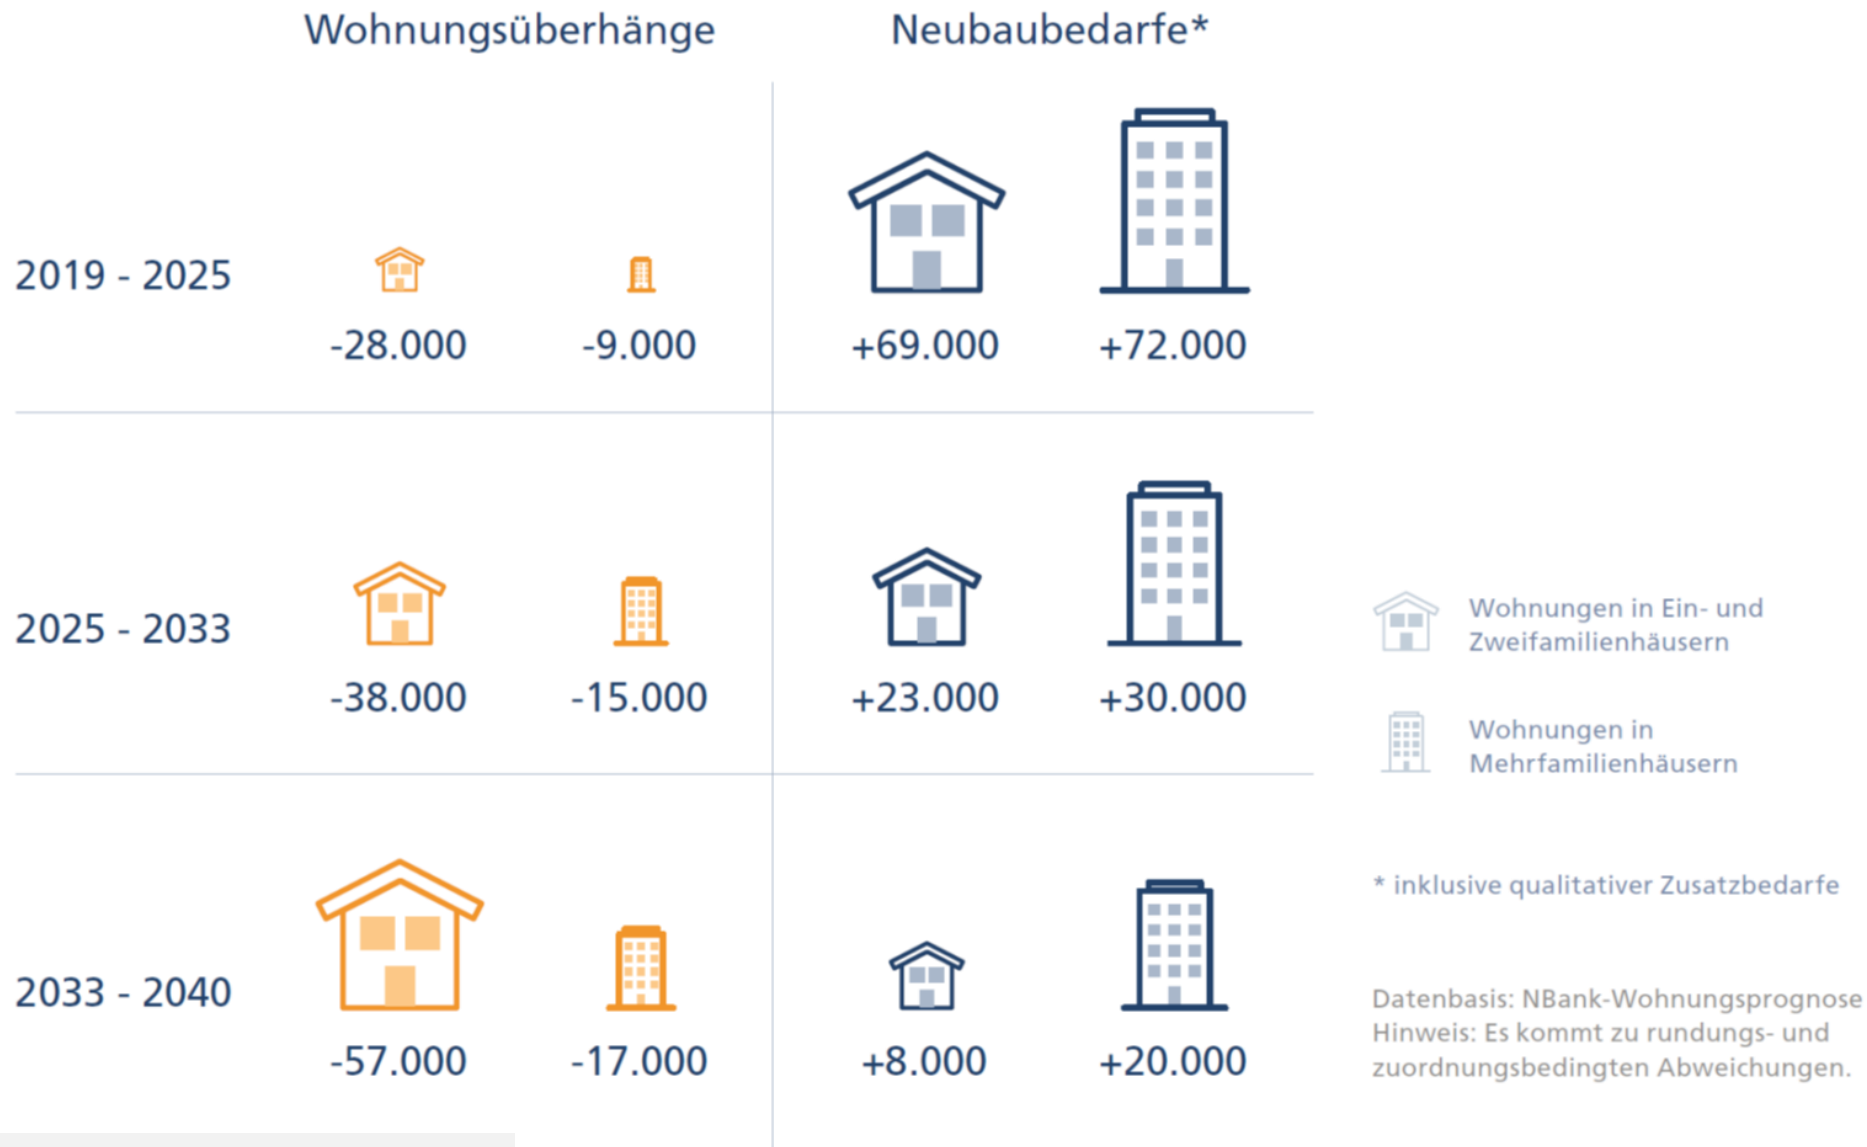 Wohnungsüberhänge Neubaubedarfe*
2019 - 2025
-28.000 -9.000 +69.000 +72.000
2025 - 2033
-38.000 -15.000 +23.000 +30.000
2033 - 2040
-57.000 -17.000 +8.000 +20.000
Wohnungen in Ein- und
Zweifamilienhäusern
Wohnungen in
Mehrfamilienhäusern
* inklusive qualitativer Zusatzbedarfe
Datenbasis: NBank-Wohnungsprognose
Hinweis: Es kommt zu rundungs- und
zuordnungsbedingten Abweichungen.